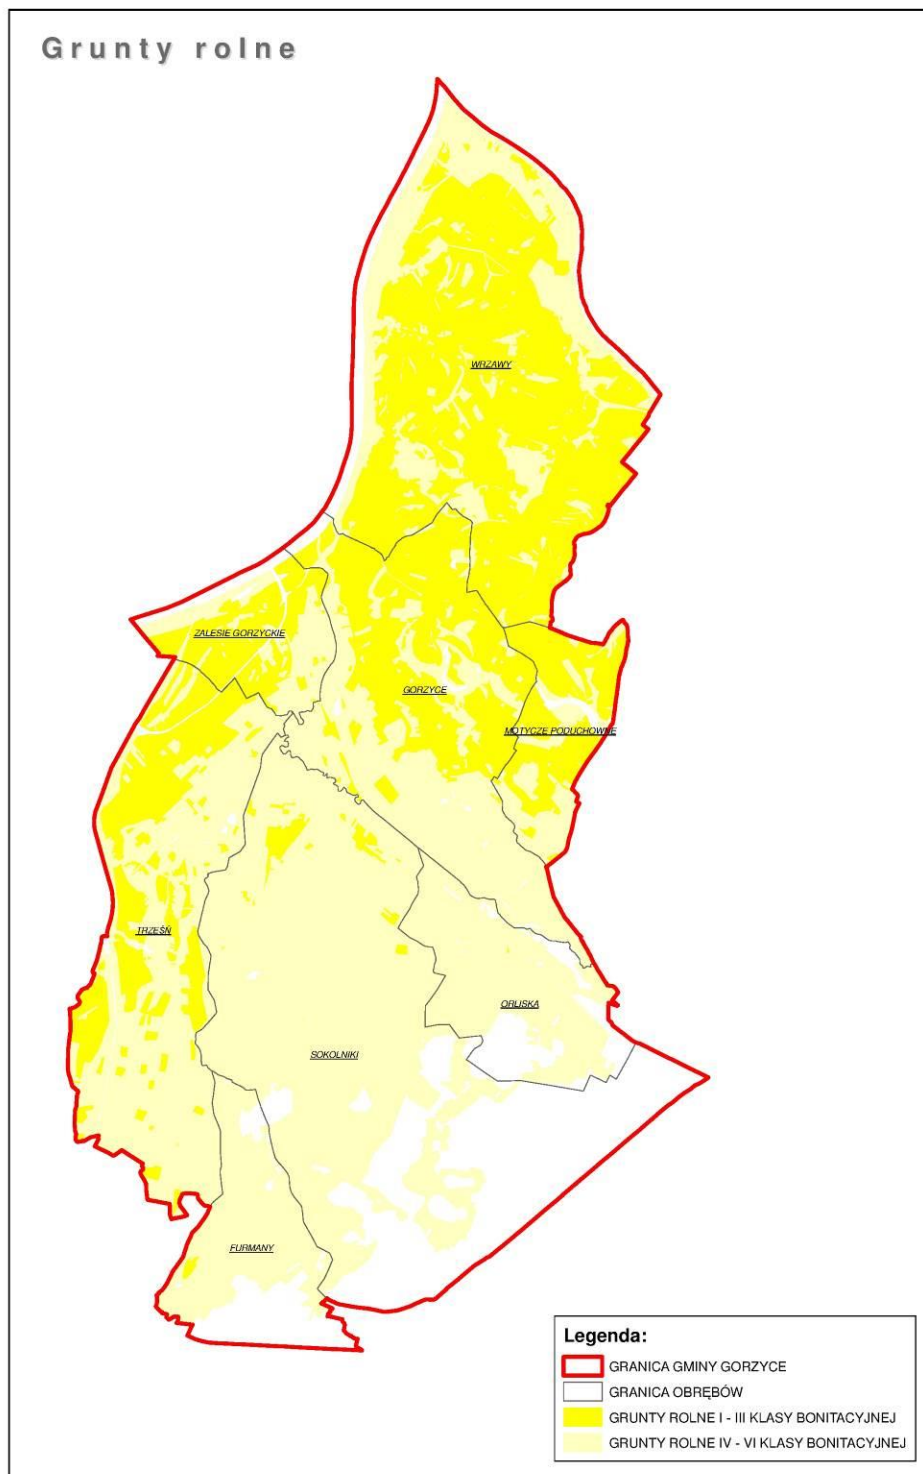 Grunty rolne
WRZAWY
ZALESIE GORZYCKIE
GORZYCE
MOTYCZE PODUCHOWNE
TRZEŚŃ
ORLISKA
SOKOLNIKI
FURMANY
Legenda:
GRANICA GMINY GORZYCE
GRANICA OBRĘBÓW
GRUNTY ROLNE I - III KLASY BONITACYJNEJ
GRUNTY ROLNE IV - VI KLASY BONITACYJNEJ